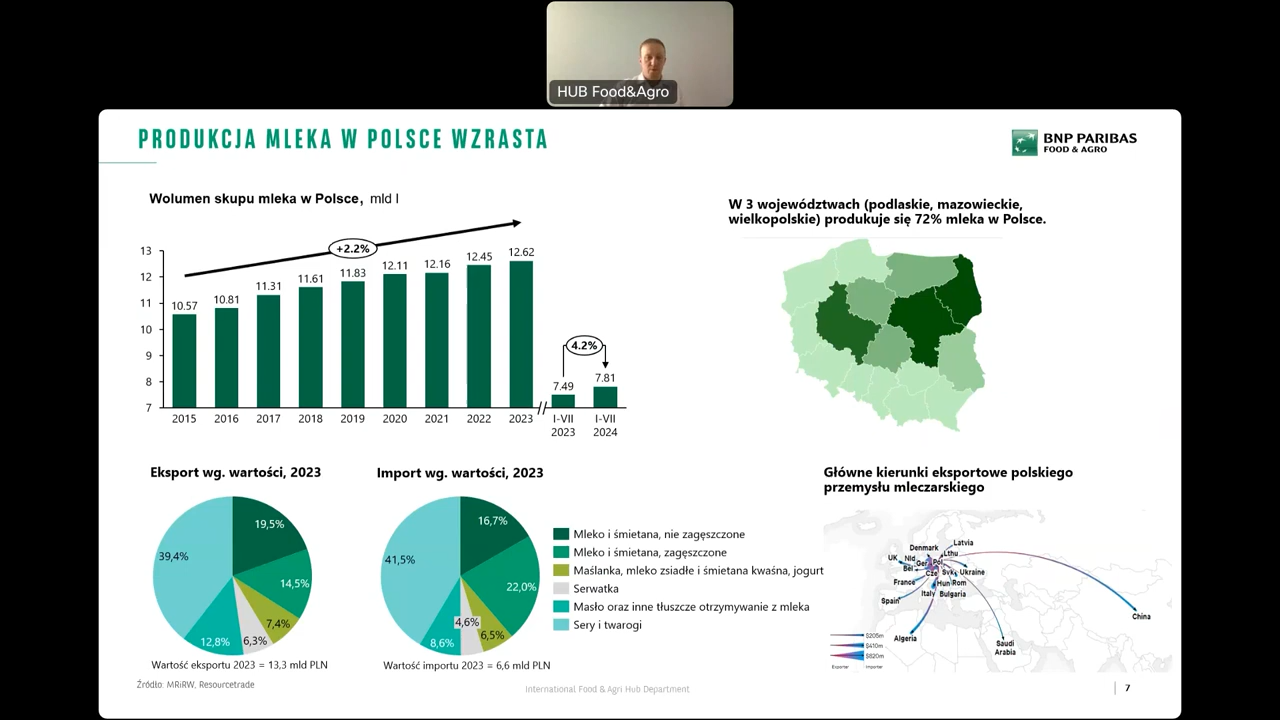 HUB Food&Agro
PRODUKCJA MLEKA W POLSCE WZRASTA
BNP PARIBAS
FOOD & AGRO
Wolumen skupu mleka w Polsce, mld l
+2.2%
13
12
11
10
9
8
7
10.57
10.81
11.31
11.61
11.83
12.11
12.16
12.45
12.62
4.2%
7.49
7.81
2015
2016
2017
2018
2019
2020
2021
2022
2023
I-VII
2023
I-VII
2024
W 3 województwach (podlaskie, mazowieckie,
wielkopolskie) produkuje się 72% mleka w Polsce.
Eksport wg. wartości, 2023
19,5%
14,5%
7,4%
6,3%
12,8%
39,4%
Wartość eksportu 2023 = 13,3 mld PLN
Import wg. wartości, 2023
16,7%
22,0%
6,5%
4,6%
8,6%
41,5%
Wartość importu 2023 = 6,6 mld PLN
Mleko i śmietana, nie zagęszczone
Mleko i śmietana, zagęszczone
Maślanka, mleko zsiadłe i śmietana kwaśna, jogurt
Serwatka
Masło oraz inne tłuszcze otrzymywanie z mleka
Sery i twarogi
Główne kierunki eksportowe polskiego
przemysłu mleczarskiego
Latvia
Denmark
Lthu
UK
Nld
Ger
Pol
Bel
Cze
Svk
Ukraine
France
Hun
Rom
Italy
Bulgaria
Spain
China
Algeria
Saudi
Arabia
$205m
$410m
$820m
Exporter
Importer
Źródło: MRiRW, Resourcetrade
International Food & Agri Hub Department
7